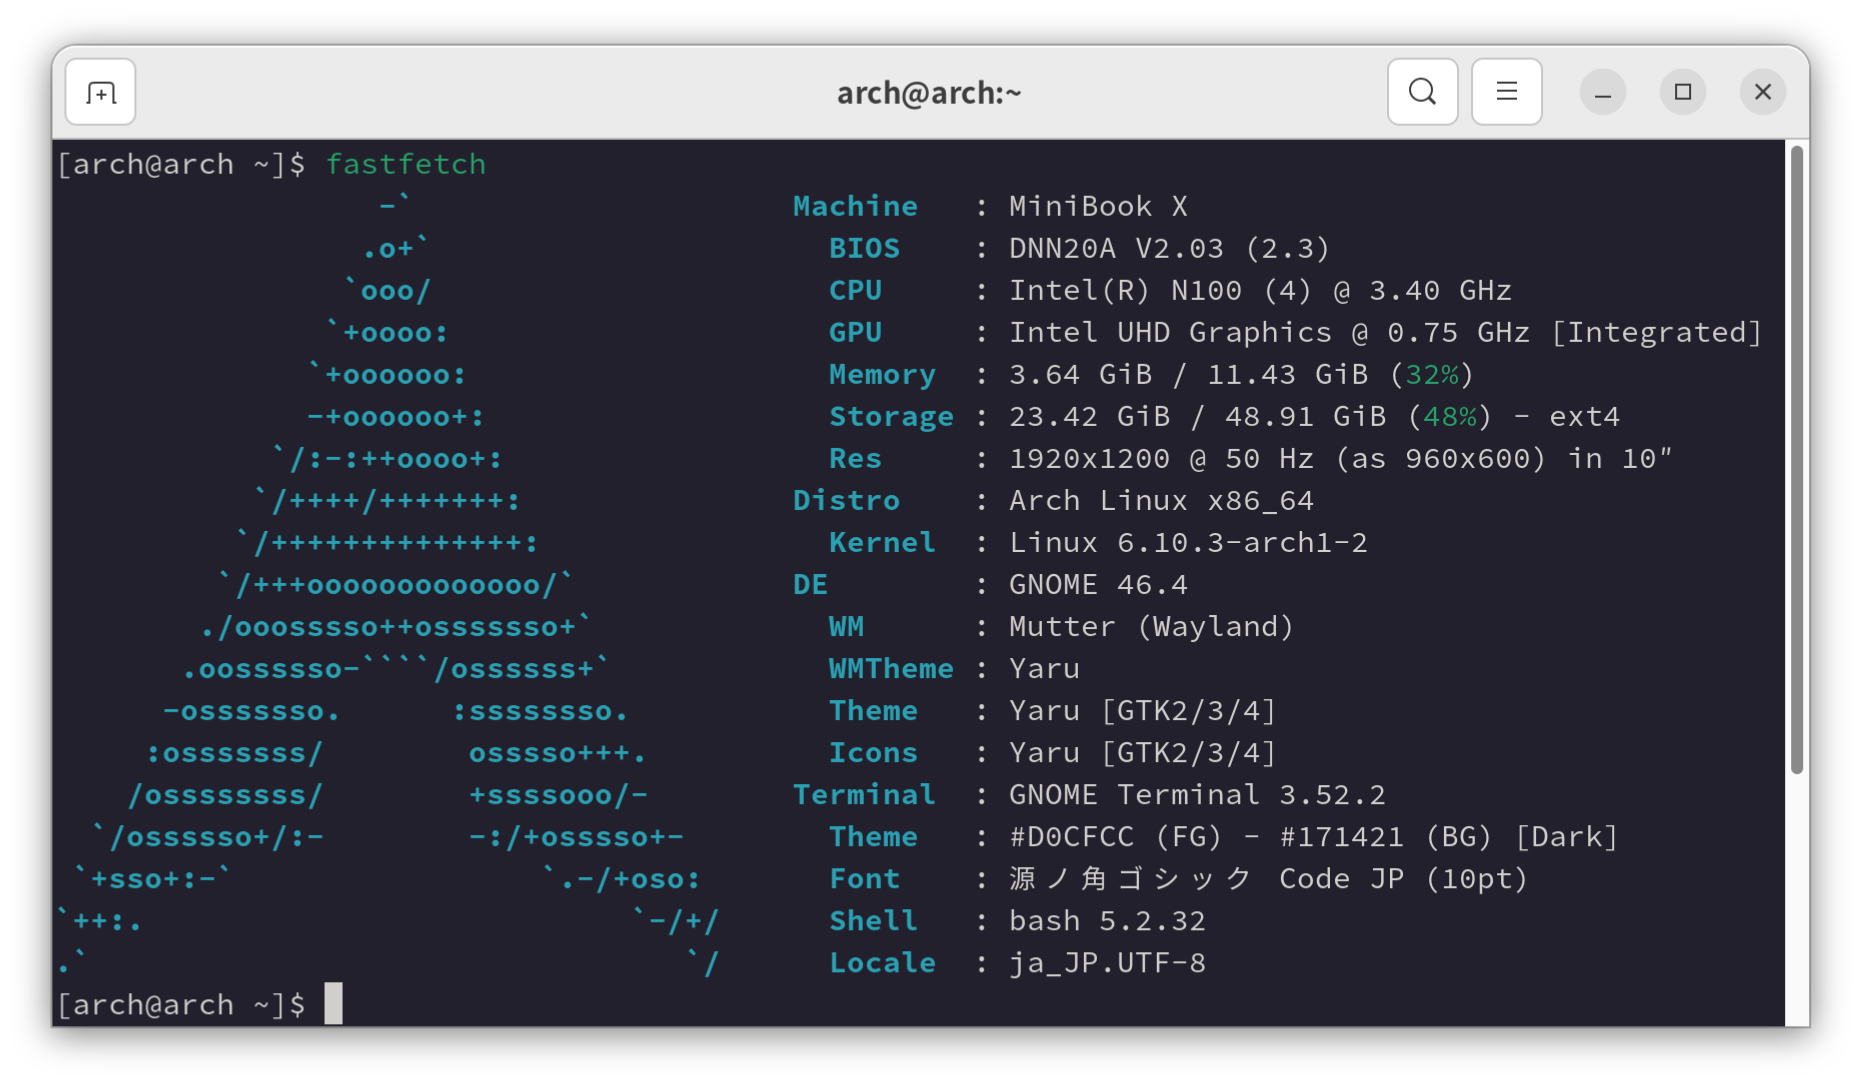 arch@arch:~
[arch@arch ~]$ fastfetch
-`
.o+`
`ooo/
`+oooo:
`+oooooo:
-+oooooo+:
`/:-:++oooo+:
`/++++/+++++++:
`/++++++++++++++:
`/+++ooooooooooooo/`
./ooosssso++osssssso+`
.oossssso-````/ossssss+`
-osssssso.      :ssssssso.
:osssssss/        osssso+++.
/ossssssss/        +ssssooo/-
`/ossssso+/:-        -:/+osssso+-
`+sso+:-`                 `.-/+oso:
`++:.                           `-/+/
.`                                 `/
Machine   : MiniBook X
BIOS    : DNN20A V2.03 (2.3)
CPU     : Intel(R) N100 (4) @ 3.40 GHz
GPU     : Intel UHD Graphics @ 0.75 GHz [Integrated]
Memory  : 3.64 GiB / 11.43 GiB (32%)
Storage : 23.42 GiB / 48.91 GiB (48%) - ext4
Res     : 1920x1200 @ 50 Hz (as 960x600) in 10"
Distro    : Arch Linux x86_64
Kernel  : Linux 6.10.3-arch1-2
DE        : GNOME 46.4
WM      : Mutter (Wayland)
WMTheme : Yaru
Theme   : Yaru [GTK2/3/4]
Icons   : Yaru [GTK2/3/4]
Terminal  : GNOME Terminal 3.52.2
Theme   : #D0CFCC (FG) - #171421 (BG) [Dark]
Font    : 源ノ角ゴシック Code JP (10pt)
Shell   : bash 5.2.32
Locale  : ja_JP.UTF-8
[arch@arch ~]$